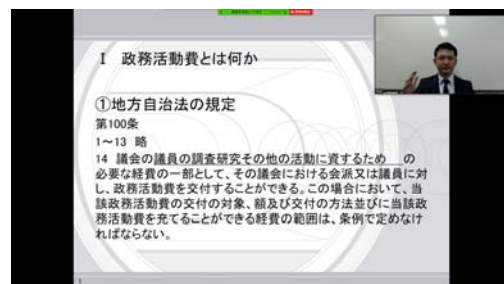 I 政務活動費とは何か
①地方自治法の規定
第100条
1~13 略
14 議会の議員の調査研究その他の活動に資するため の
必要な経費の一部として、その議会における会派又は議員に対
し、政務活動費を交付することができる。この場合において、当
該政務活動費の交付の対象、額及び交付の方法並びに当該政
務活動費を充てることができる経費の範囲は、条例で定めなけ
ればならない。